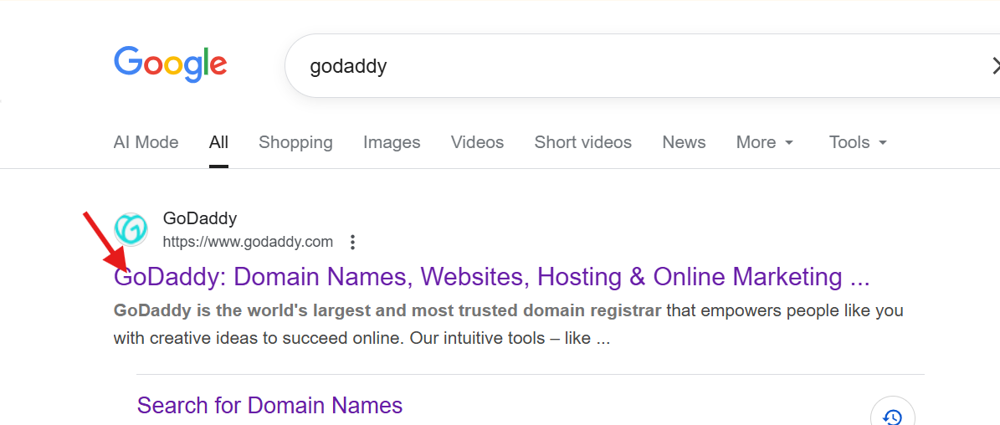 Google
godaddy
AI Mode All Shopping Images Videos Short videos News More Tools
GoDaddy
https://www.godaddy.com
GoDaddy: Domain Names, Websites, Hosting & Online Marketing ...
GoDaddy is the world's largest and most trusted domain registrar that empowers people like you
with creative ideas to succeed online. Our intuitive tools – like ...
Search for Domain Names